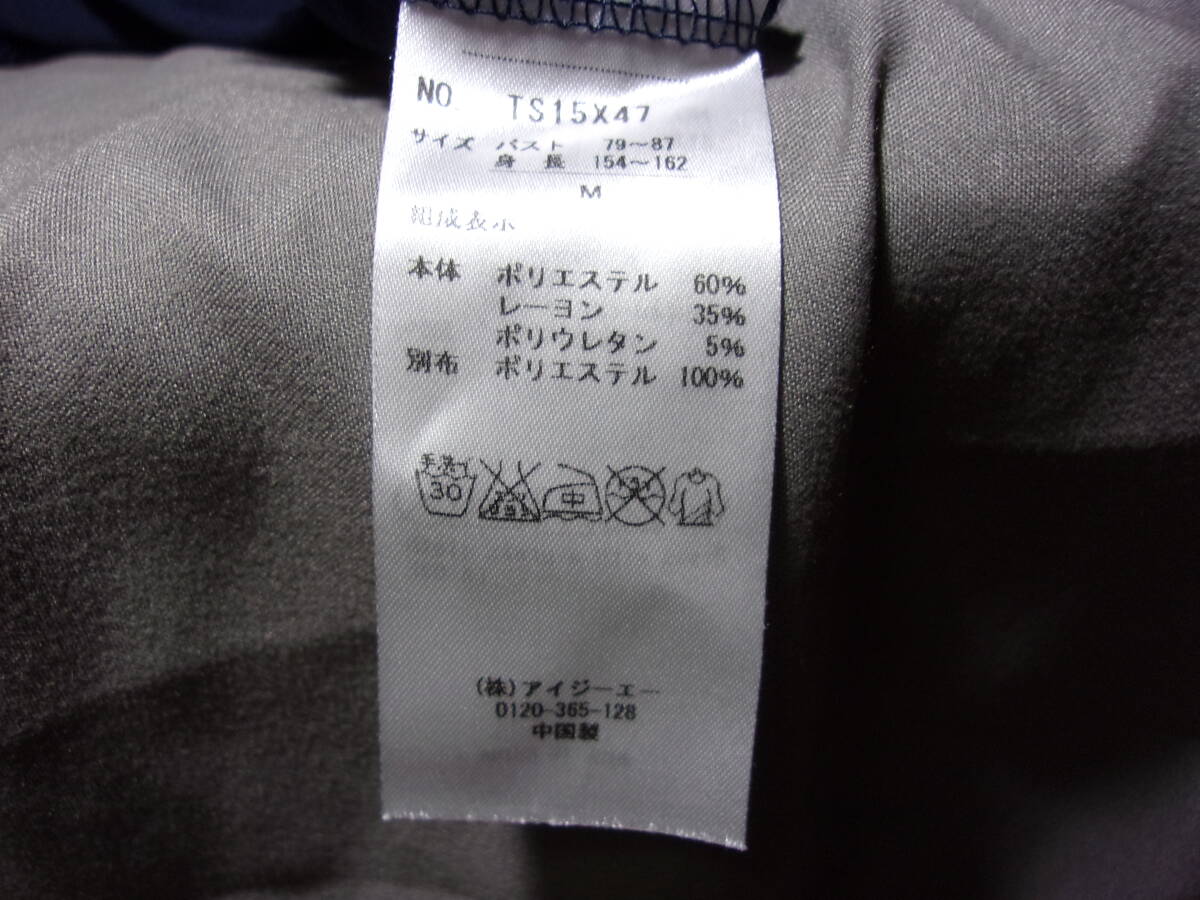 NO. TS15X47
サイズ バスト 79～87
身長 154～162
M
組成表示
本体 ポリエステル 60%
レーヨン 35%
ポリウレタン 5%
別布 ポリエステル 100%
手洗イ
30
中
(株)アイジーエー
0120-365-128
中国製